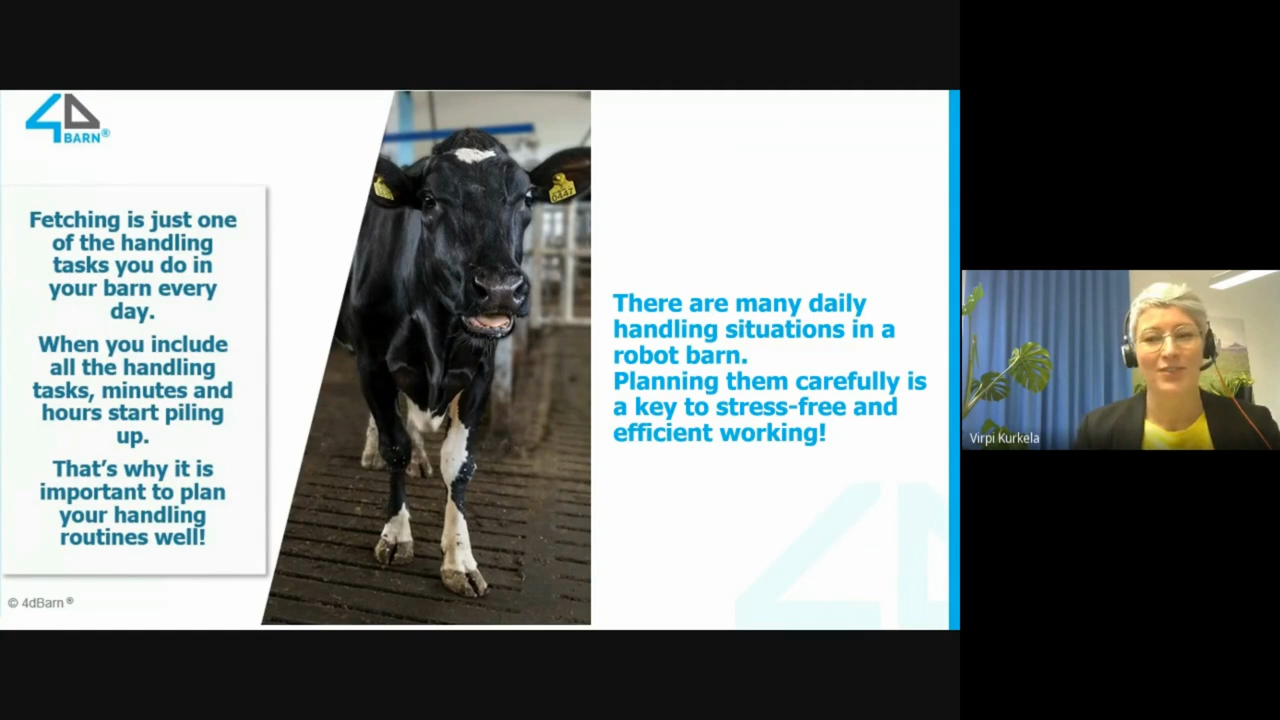 4D
BARN®
Fetching is just one
of the handling
tasks you do in
your barn every
day.
When you include
all the handling
tasks, minutes and
hours start piling
up.
That's why it is
important to plan
your handling
routines well!
© 4dBarn ®
0447
There are many daily
handling situations in a
robot barn.
Planning them carefully is
a key to stress-free and
efficient working!
Virpi Kurkela